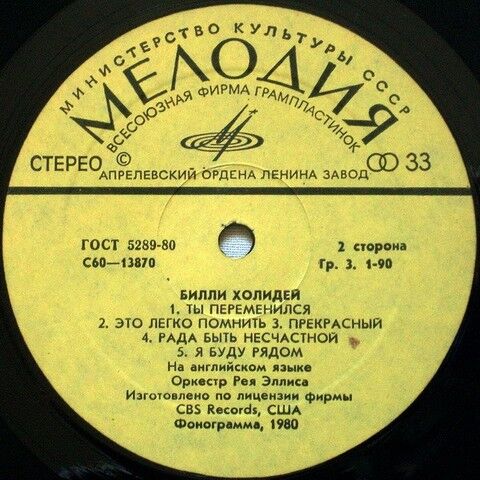 МИНИСТЕРСТВО КУЛЬТУРЫ СССР
МЕЛОДИЯ
ВСЕСОЮЗНАЯ ФИРМА ГРАМПЛАСТИНОК
СТЕРЕО © 33
АПРЕЛЕВСКИЙ ОРДЕНА ЛЕНИНА ЗАВОД
ГОСТ 5289-80 2 сторона
С60—13870 Гр. 3. 1-90
БИЛЛИ ХОЛИДЕЙ
1. ТЫ ПЕРЕМЕНИЛСЯ
2. ЭТО ЛЕГКО ПОМНИТЬ 3. ПРЕКРАСНЫЙ
4. РАДА БЫТЬ НЕСЧАСТНОЙ
5. Я БУДУ РЯДОМ
На английском языке
Оркестр Рея Эллиса
Изготовлено по лицензии фирмы
CBS Records, США
Фонограмма, 1980